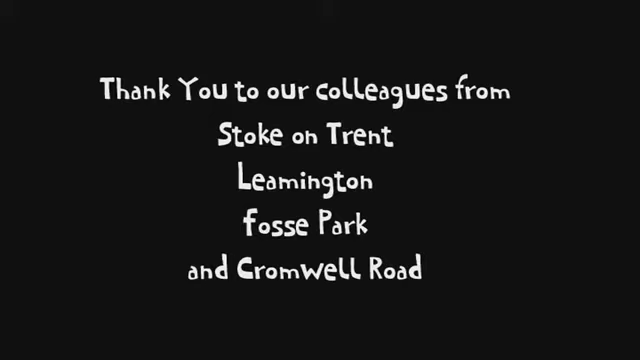 Thank You to our colleagues from
Stoke on Trent
Leamington
Fosse Park
and Cromwell Road